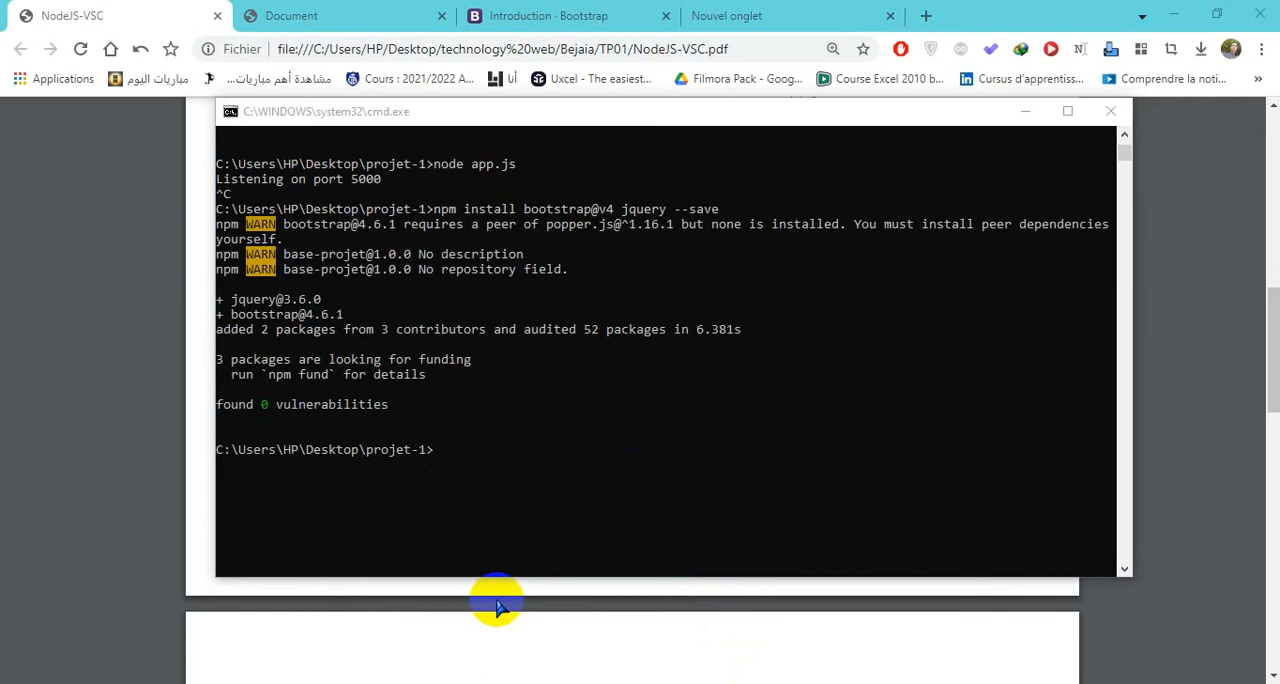 NodeJS-VSC
Document
Introduction · Bootstrap
Nouvel onglet
Fichier
file:///C:/Users/HP/Desktop/technology%20web/Bejaia/TP01/NodeJS-VSC.pdf
Applications
مباريات اليوم
مشاهدة أهم مباريات...
Cours : 2021/2022 A...
أنا
Uxcel - The easiest...
Filmora Pack - Goog...
Course Excel 2010 b...
Cursus d'apprentiss...
Comprendre la noti...
»
C:\WINDOWS\system32\cmd.exe
C:\Users\HP\Desktop\projet-1>node app.js
Listening on port 5000
^C
C:\Users\HP\Desktop\projet-1>npm install bootstrap@v4 jquery --save
npm WARN bootstrap@4.6.1 requires a peer of popper.js@^1.16.1 but none is installed. You must install peer dependencies
yourself.
npm WARN base-projet@1.0.0 No description
npm WARN base-projet@1.0.0 No repository field.
+ jquery@3.6.0
+ bootstrap@4.6.1
added 2 packages from 3 contributors and audited 52 packages in 6.381s
3 packages are looking for funding
run `npm fund` for details
found 0 vulnerabilities
C:\Users\HP\Desktop\projet-1>